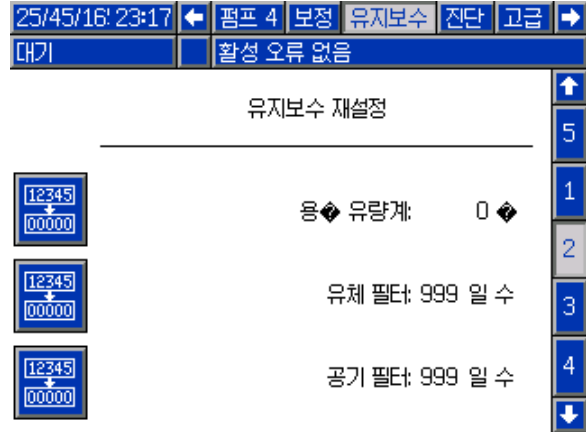 25/45/16! 23:17 펌프 4 보정 유지보수 진단 고급
대기 활성 오류 없음
유지보수 재설정
5
12345
00000
용� 유량계: 0 �
1
2
12345
00000
유체 필터: 999 일 수
3
12345
00000
공기 필터: 999 일 수
4